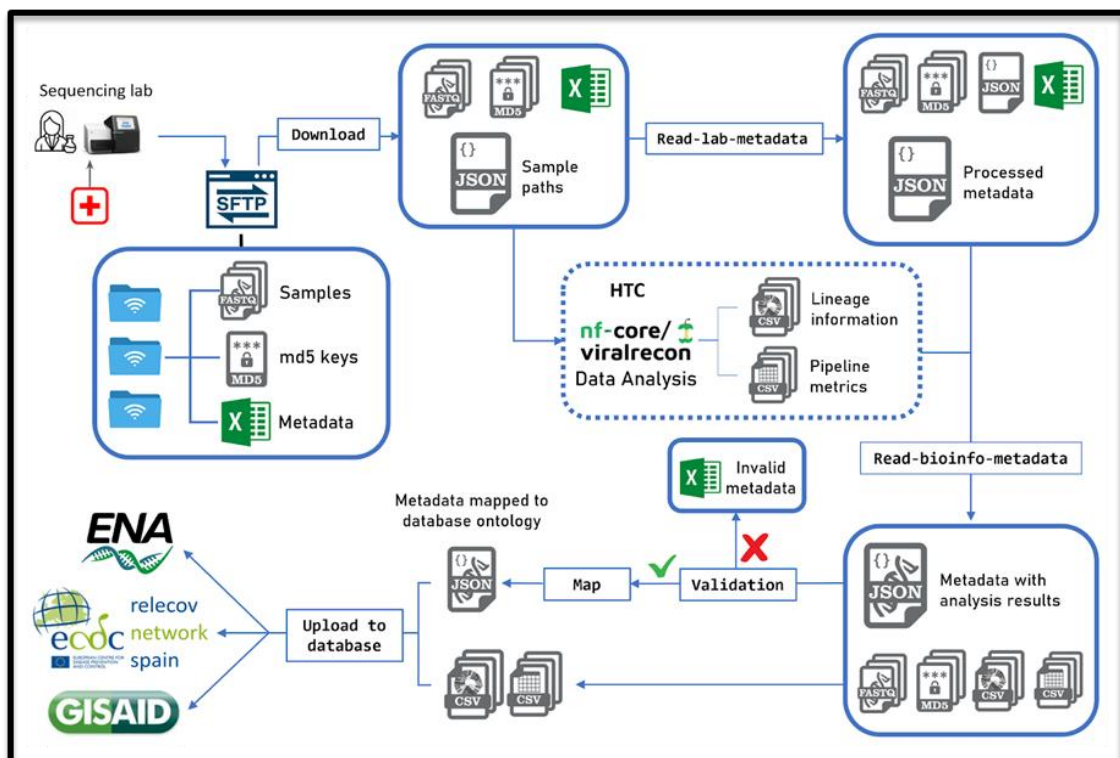 Sequencing lab
SFTP
Download
FASTQ
***
MD5
X
{}
JSON
Sample
paths
Read-lab-metadata
FASTQ
***
MD5
{}
JSON
X
{}
JSON
Processed
metadata
FASTQ
Samples
***
MD5
md5 keys
X
Metadata
HTC
nf-core/
viralrecon
Data Analysis
CSV
Lineage
information
CSV
Pipeline
metrics
Read-bioinfo-metadata
X
Invalid
metadata
{}
JSON
Metadata with
analysis results
FASTQ
***
MD5
CSV
CSV
Validation
Map
Metadata mapped to
database ontology
{}
JSON
CSV
CSV
Upload to
database
ENA
ecdc
EUROPEAN CENTRE FOR
DISEASE PREVENTION
AND CONTROL
relecov
network
spain
GISAID